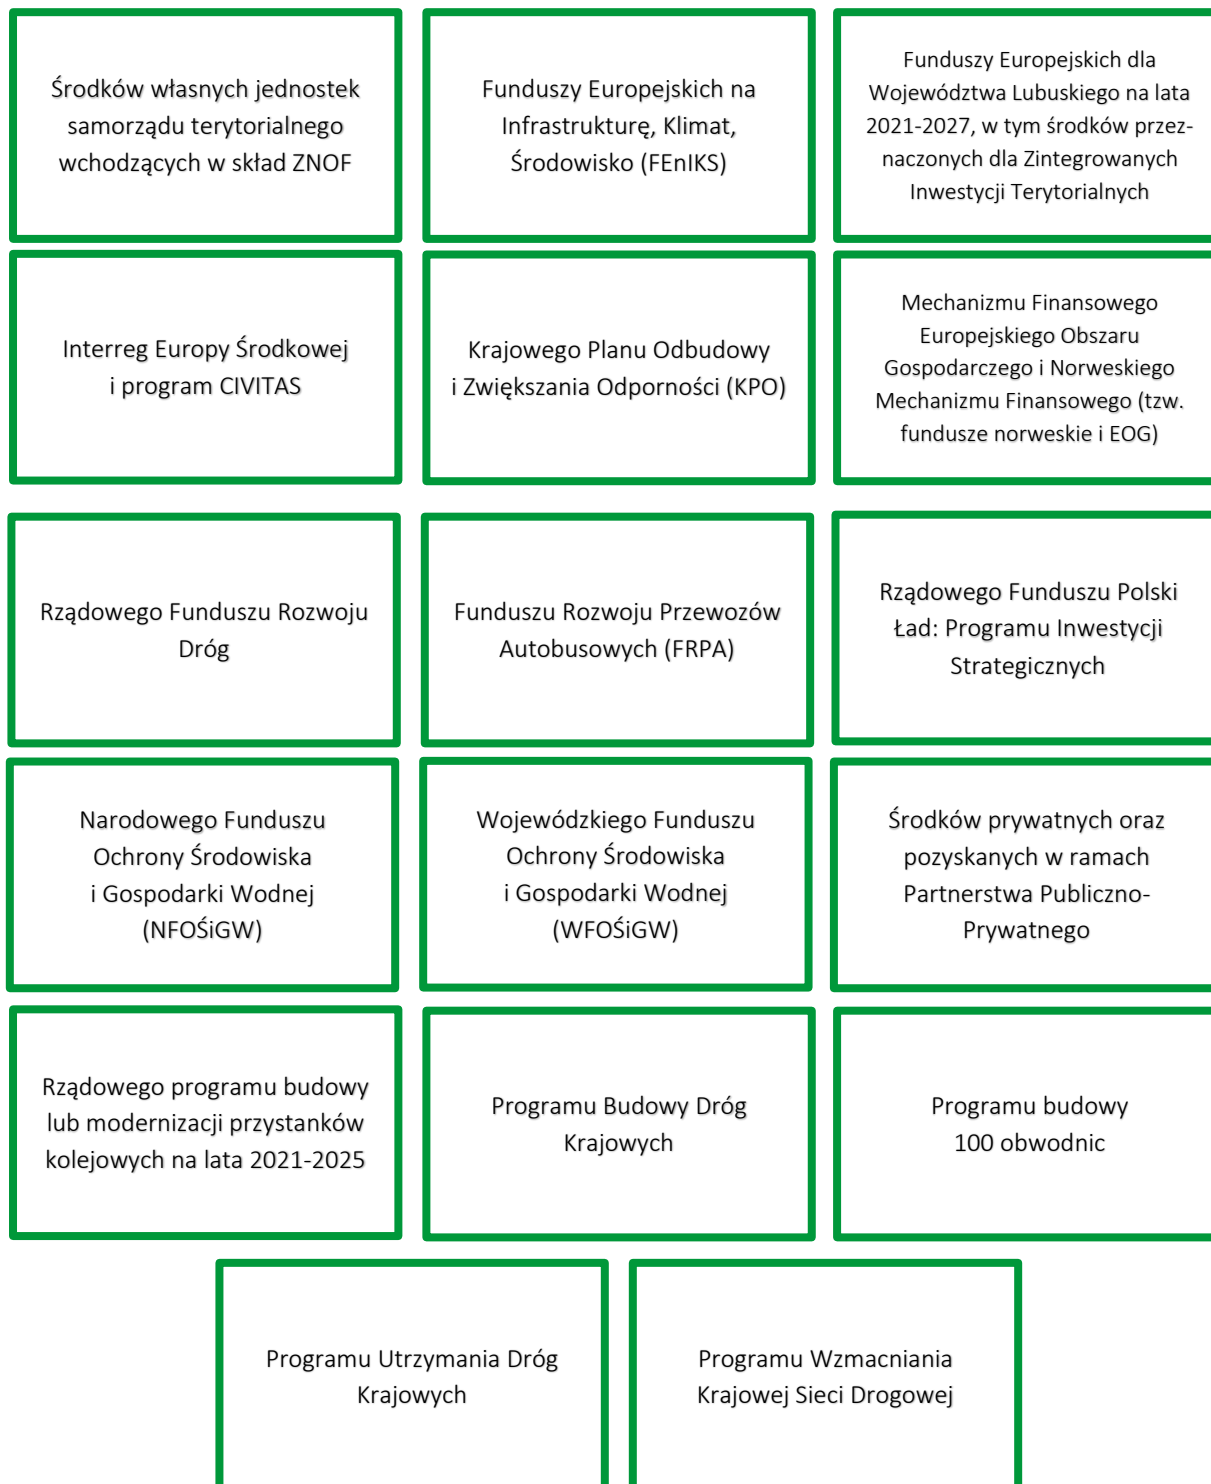 Środków własnych jednostek
samorządu terytorialnego
wchodzących w skład ZNOF
Funduszy Europejskich na
Infrastrukturę, Klimat,
Środowisko (FEnIKS)
Funduszy Europejskich dla
Województwa Lubuskiego na lata
2021-2027, w tym środków przez-
naczonych dla Zintegrowanych
Inwestycji Terytorialnych
Interreg Europy Środkowej
i program CIVITAS
Krajowego Planu Odbudowy
i Zwiększania Odporności (KPO)
Mechanizmu Finansowego
Europejskiego Obszaru
Gospodarczego i Norweskiego
Mechanizmu Finansowego (tzw.
fundusze norweskie i EOG)
Rządowego Funduszu Rozwoju
Dróg
Funduszu Rozwoju Przewozów
Autobusowych (FRPA)
Rządowego Funduszu Polski
Ład: Programu Inwestycji
Strategicznych
Narodowego Funduszu
Ochrony Środowiska
i Gospodarki Wodnej
(NFOŚiGW)
Wojewódzkiego Funduszu
Ochrony Środowiska
i Gospodarki Wodnej
(WFOŚiGW)
Środków prywatnych oraz
pozyskanych w ramach
Partnerstwa Publiczno-
Prywatnego
Rządowego programu budowy
lub modernizacji przystanków
kolejowych na lata 2021-2025
Programu Budowy Dróg
Krajowych
Programu budowy
100 obwodnic
Programu Utrzymania Dróg
Krajowych
Programu Wzmacniania
Krajowej Sieci Drogowej